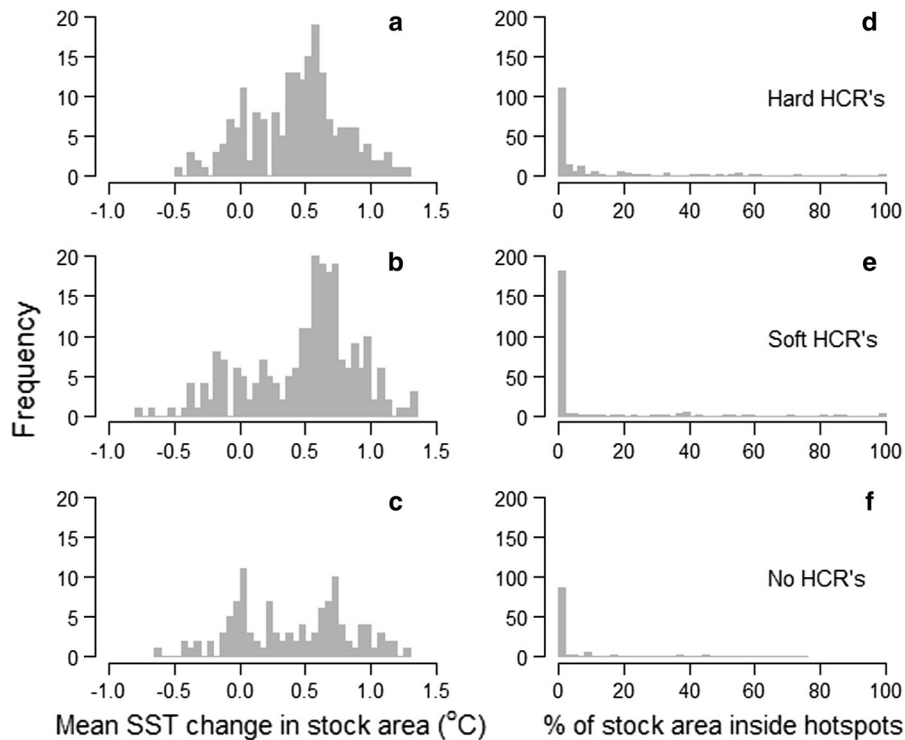 a
20
15
10
5
0
-1.0 -0.5 0.0 0.5 1.0 1.5
d
Hard HCR's
200
150
100
50
0
0 20 40 60 80 100
b
20
15
10
5
0
-1.0 -0.5 0.0 0.5 1.0 1.5
e
Soft HCR's
200
150
100
50
0
0 20 40 60 80 100
Frequency
c
20
15
10
5
0
-1.0 -0.5 0.0 0.5 1.0 1.5
Mean SST change in stock area (°C)
f
No HCR's
200
150
100
50
0
0 20 40 60 80 100
% of stock area inside hotspots